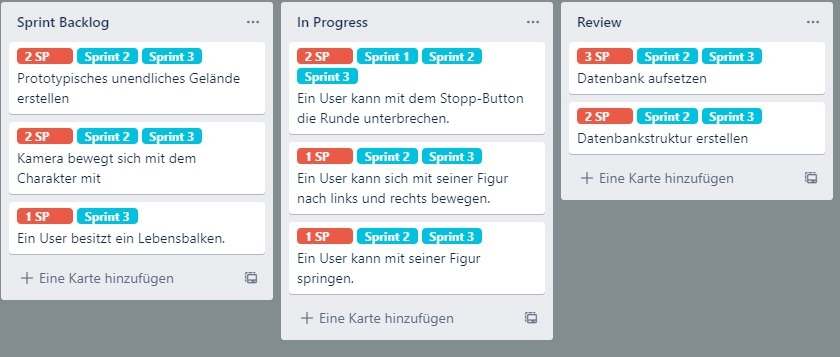 Sprint Backlog
2 SP Sprint 2 Sprint 3
Prototypisches unendliches Gelände
erstellen
2 SP Sprint 2 Sprint 3
Kamera bewegt sich mit dem
Charakter mit
1 SP Sprint 3
Ein User besitzt ein Lebensbalken.
+ Eine Karte hinzufügen
In Progress
2 SP Sprint 1 Sprint 2
Sprint 3
Ein User kann mit dem Stopp-Button
die Runde unterbrechen.
1 SP Sprint 2 Sprint 3
Ein User kann sich mit seiner Figur
nach links und rechts bewegen.
1 SP Sprint 2 Sprint 3
Ein User kann mit seiner Figur
springen.
+ Eine Karte hinzufügen
Review
3 SP Sprint 2 Sprint 3
Datenbank aufsetzen
2 SP Sprint 2 Sprint 3
Datenbankstruktur erstellen
+ Eine Karte hinzufügen